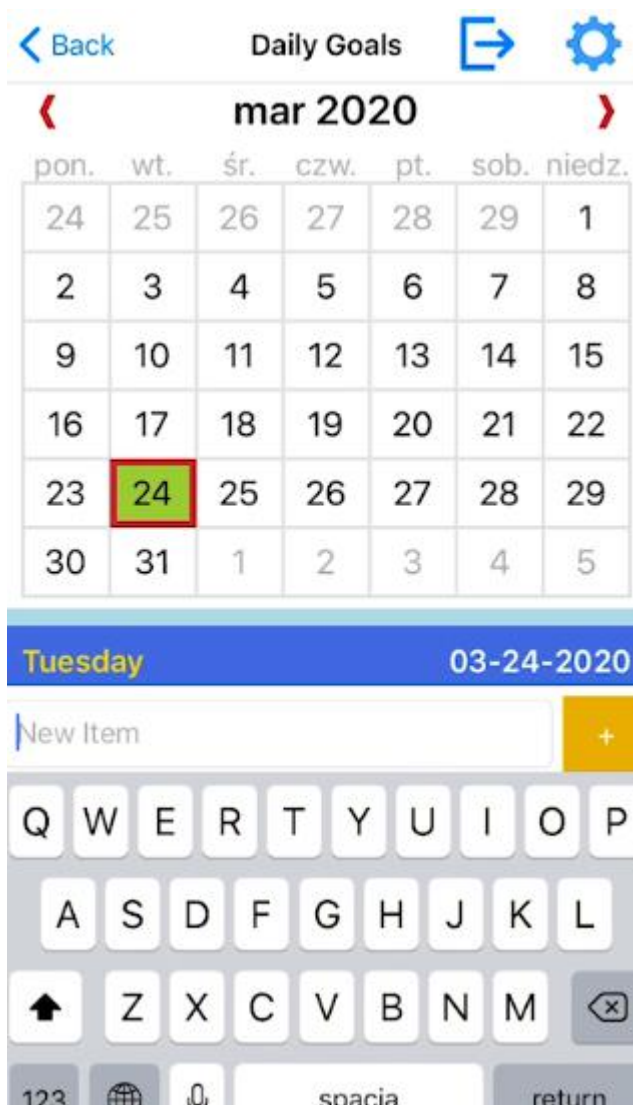 Back Daily Goals
mar 2020
pon. wt. śr. czw. pt. sob. niedz.
24 25 26 27 28 29 1
2 3 4 5 6 7 8
9 10 11 12 13 14 15
16 17 18 19 20 21 22
23 24 25 26 27 28 29
30 31 1 2 3 4 5
Tuesday 03-24-2020
New Item +
Q W E R T Y U I O P
A S D F G H J K L
Z X C V B N M
123 spacja return